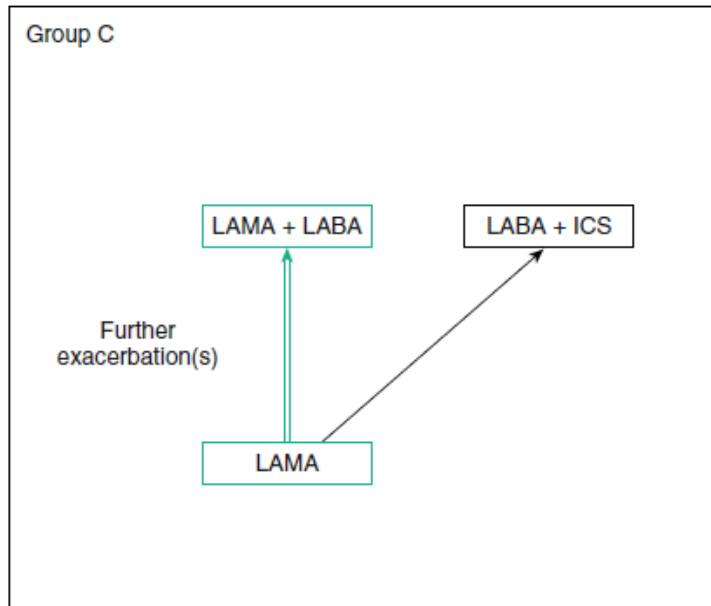 Group C
LAMA + LABA
LABA + ICS
Further
exacerbation(s)
LAMA